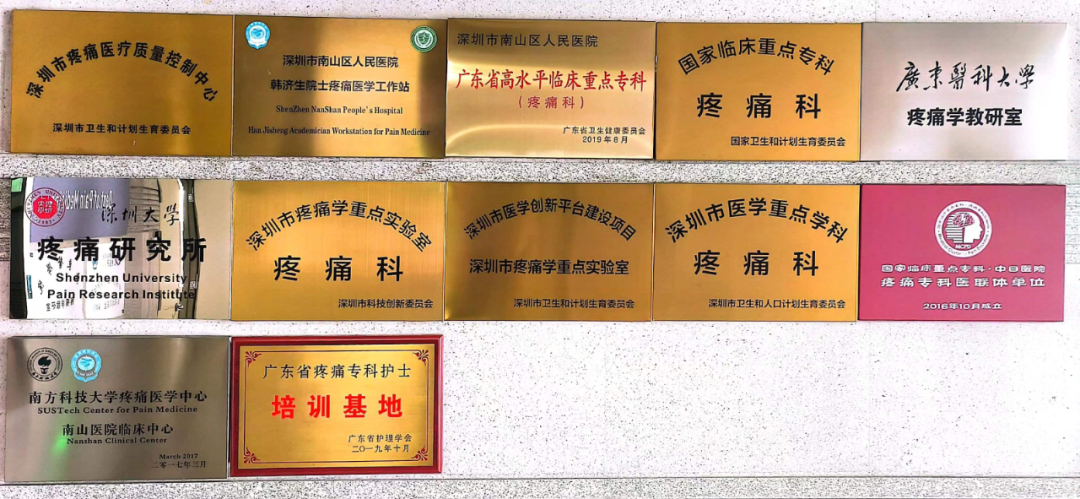 深圳市疼痛医疗质量控制中心
深圳市卫生和计划生育委员会
深圳市南山区人民医院
韩济生院士疼痛医学工作站
ShenZhen NanShan People's Hospital
Han Jisheng Academician Workstation for Pain Medicine
深圳市南山区人民医院
广东省高水平临床重点专科
(疼痛科)
广东省卫生健康委员会
2019年8月
国家临床重点专科
疼痛科
国家卫生和计划生育委员会
廣東醫科大学
疼痛学教研室
深圳大学
疼痛研究所
Shenzhen University
Pain Research Institute
深圳市疼痛学重点实验室
疼痛科
深圳市科技创新委员会
深圳市医学创新平台建设项目
深圳市疼痛学重点实验室
深圳市卫生和计划生育委员会
深圳市医学重点学科
疼痛科
深圳市卫生和人口计划生育委员会
MCPD
国家临床重点专科·中日医院
疼痛专科医联体单位
2016年10月成立
南方科技大学疼痛医学中心
SUSTech Center for Pain Medicine
南山医院临床中心
Nanshan Clinical Center
March 2017
二零一七年三月
广东省疼痛专科护士
培训基地
广东省护理学会
二〇一九年十月